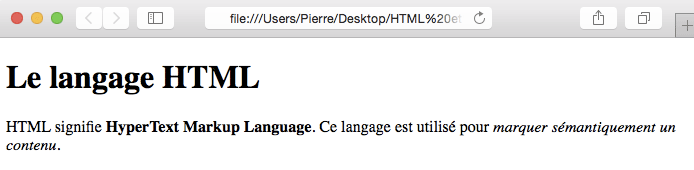 file:///Users/Pierre/Desktop/HTML%20et
Le langage HTML
HTML signifie HyperText Markup Language. Ce langage est utilisé pour marquer sémantiquement un
contenu.